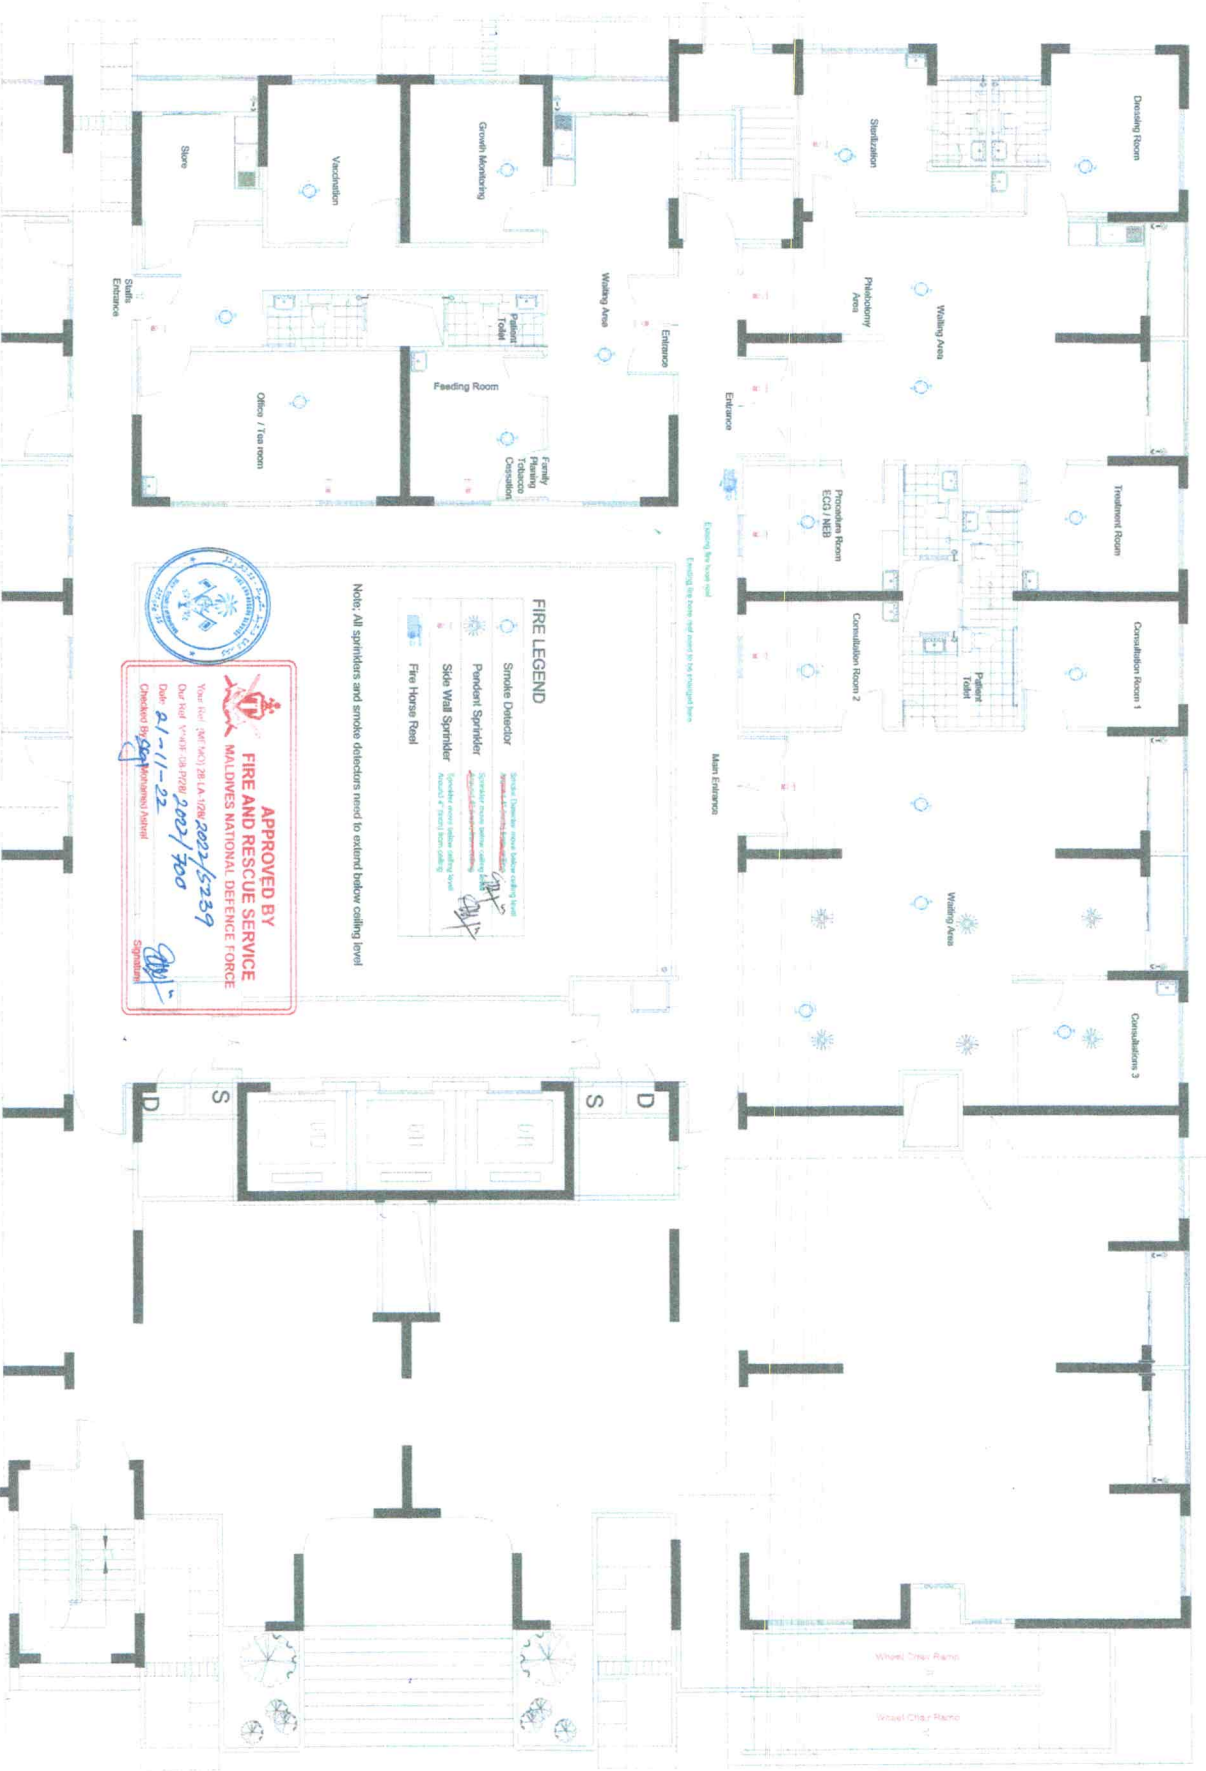 Dressing Room
Sterilization
Phlebotomy
Area
Waiting Area
Treatment Room
Procedure Room
ECG / NEB
Consultation Room 1
Consultation Room 2
Patient
Toilet
Waiting Area
Consultations 3
Entrance
Main Entrance
Existing fire hose reel
Growth Monitoring
Vaccination
Store
Waiting Area
Entrance
Patient
Toilet
Feeding Room
Family
Planing
Tobacco
Cessation
Office / Tea room
Staffs
Entrance
FIRE LEGEND
Smoke Detector
Pendent Sprinkler
Side Wall Sprinkler
Fire Horse Reel
Note; All sprinklers and smoke detectors need to extend below ceiling level
APPROVED BY
FIRE AND RESCUE SERVICE
MALDIVES NATIONAL DEFENCE FORCE
2022/5239
2022/700
Date: 21-11-22
Checked By: Mohamed Ashraf
Signature
D
S
S
D
Wheel Chair Ramp
Wheel Chair Ramp